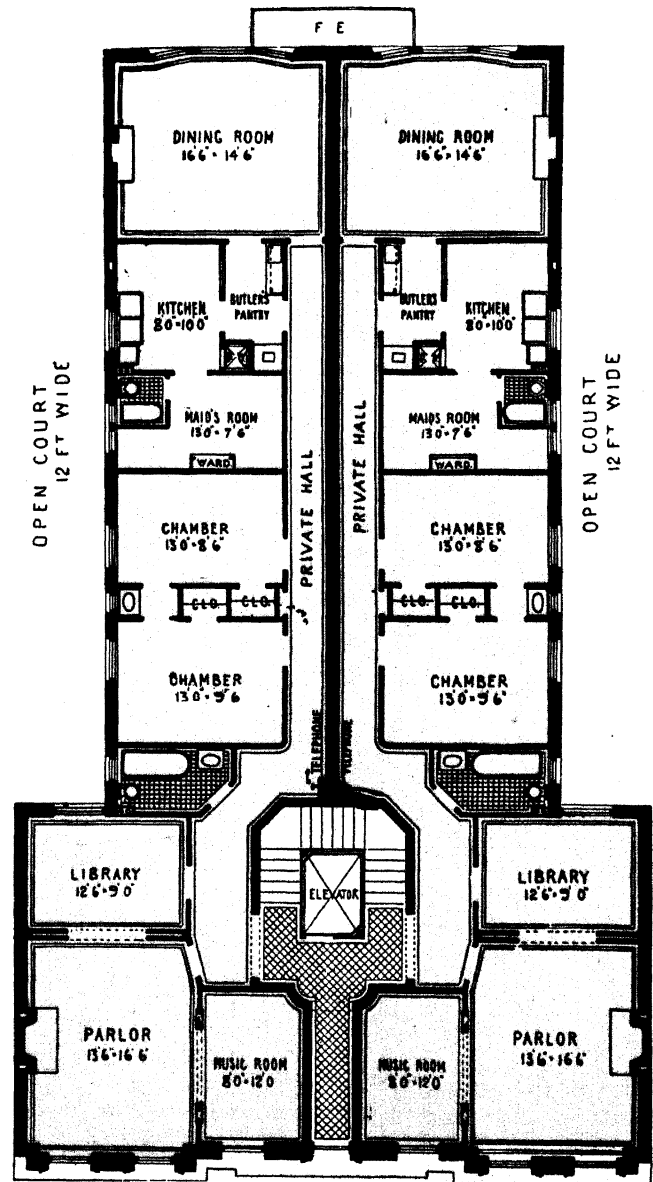 F E
DINING ROOM
16'6" × 14'6"
DINING ROOM
16'6" × 14'6"
KITCHEN
8'0" × 10'0"
BUTLERS
PANTRY
BUTLERS
PANTRY
KITCHEN
8'0" × 10'0"
OPEN COURT
12 FT WIDE
MAID'S ROOM
13'0" × 7'6"
WARD.
PRIVATE HALL
PRIVATE HALL
MAIDS ROOM
13'0" × 7'6"
WARD.
OPEN COURT
12 FT WIDE
CHAMBER
13'0" × 8'6"
CHAMBER
13'0" × 8'6"
CLO.
CLO.
CLO.
CLO.
CHAMBER
13'0" × 9'6
CHAMBER
13'0" × 9'6"
TELEPHONE
TELEPHONE
LIBRARY
12'6" × 9'0"
ELEVATOR
LIBRARY
12'6" × 9'0"
PARLOR
13'6" × 16'6"
MUSIC ROOM
8'0" × 12'0
MUSIC ROOM
8'0" × 12'0"
PARLOR
13'6" × 16'6"